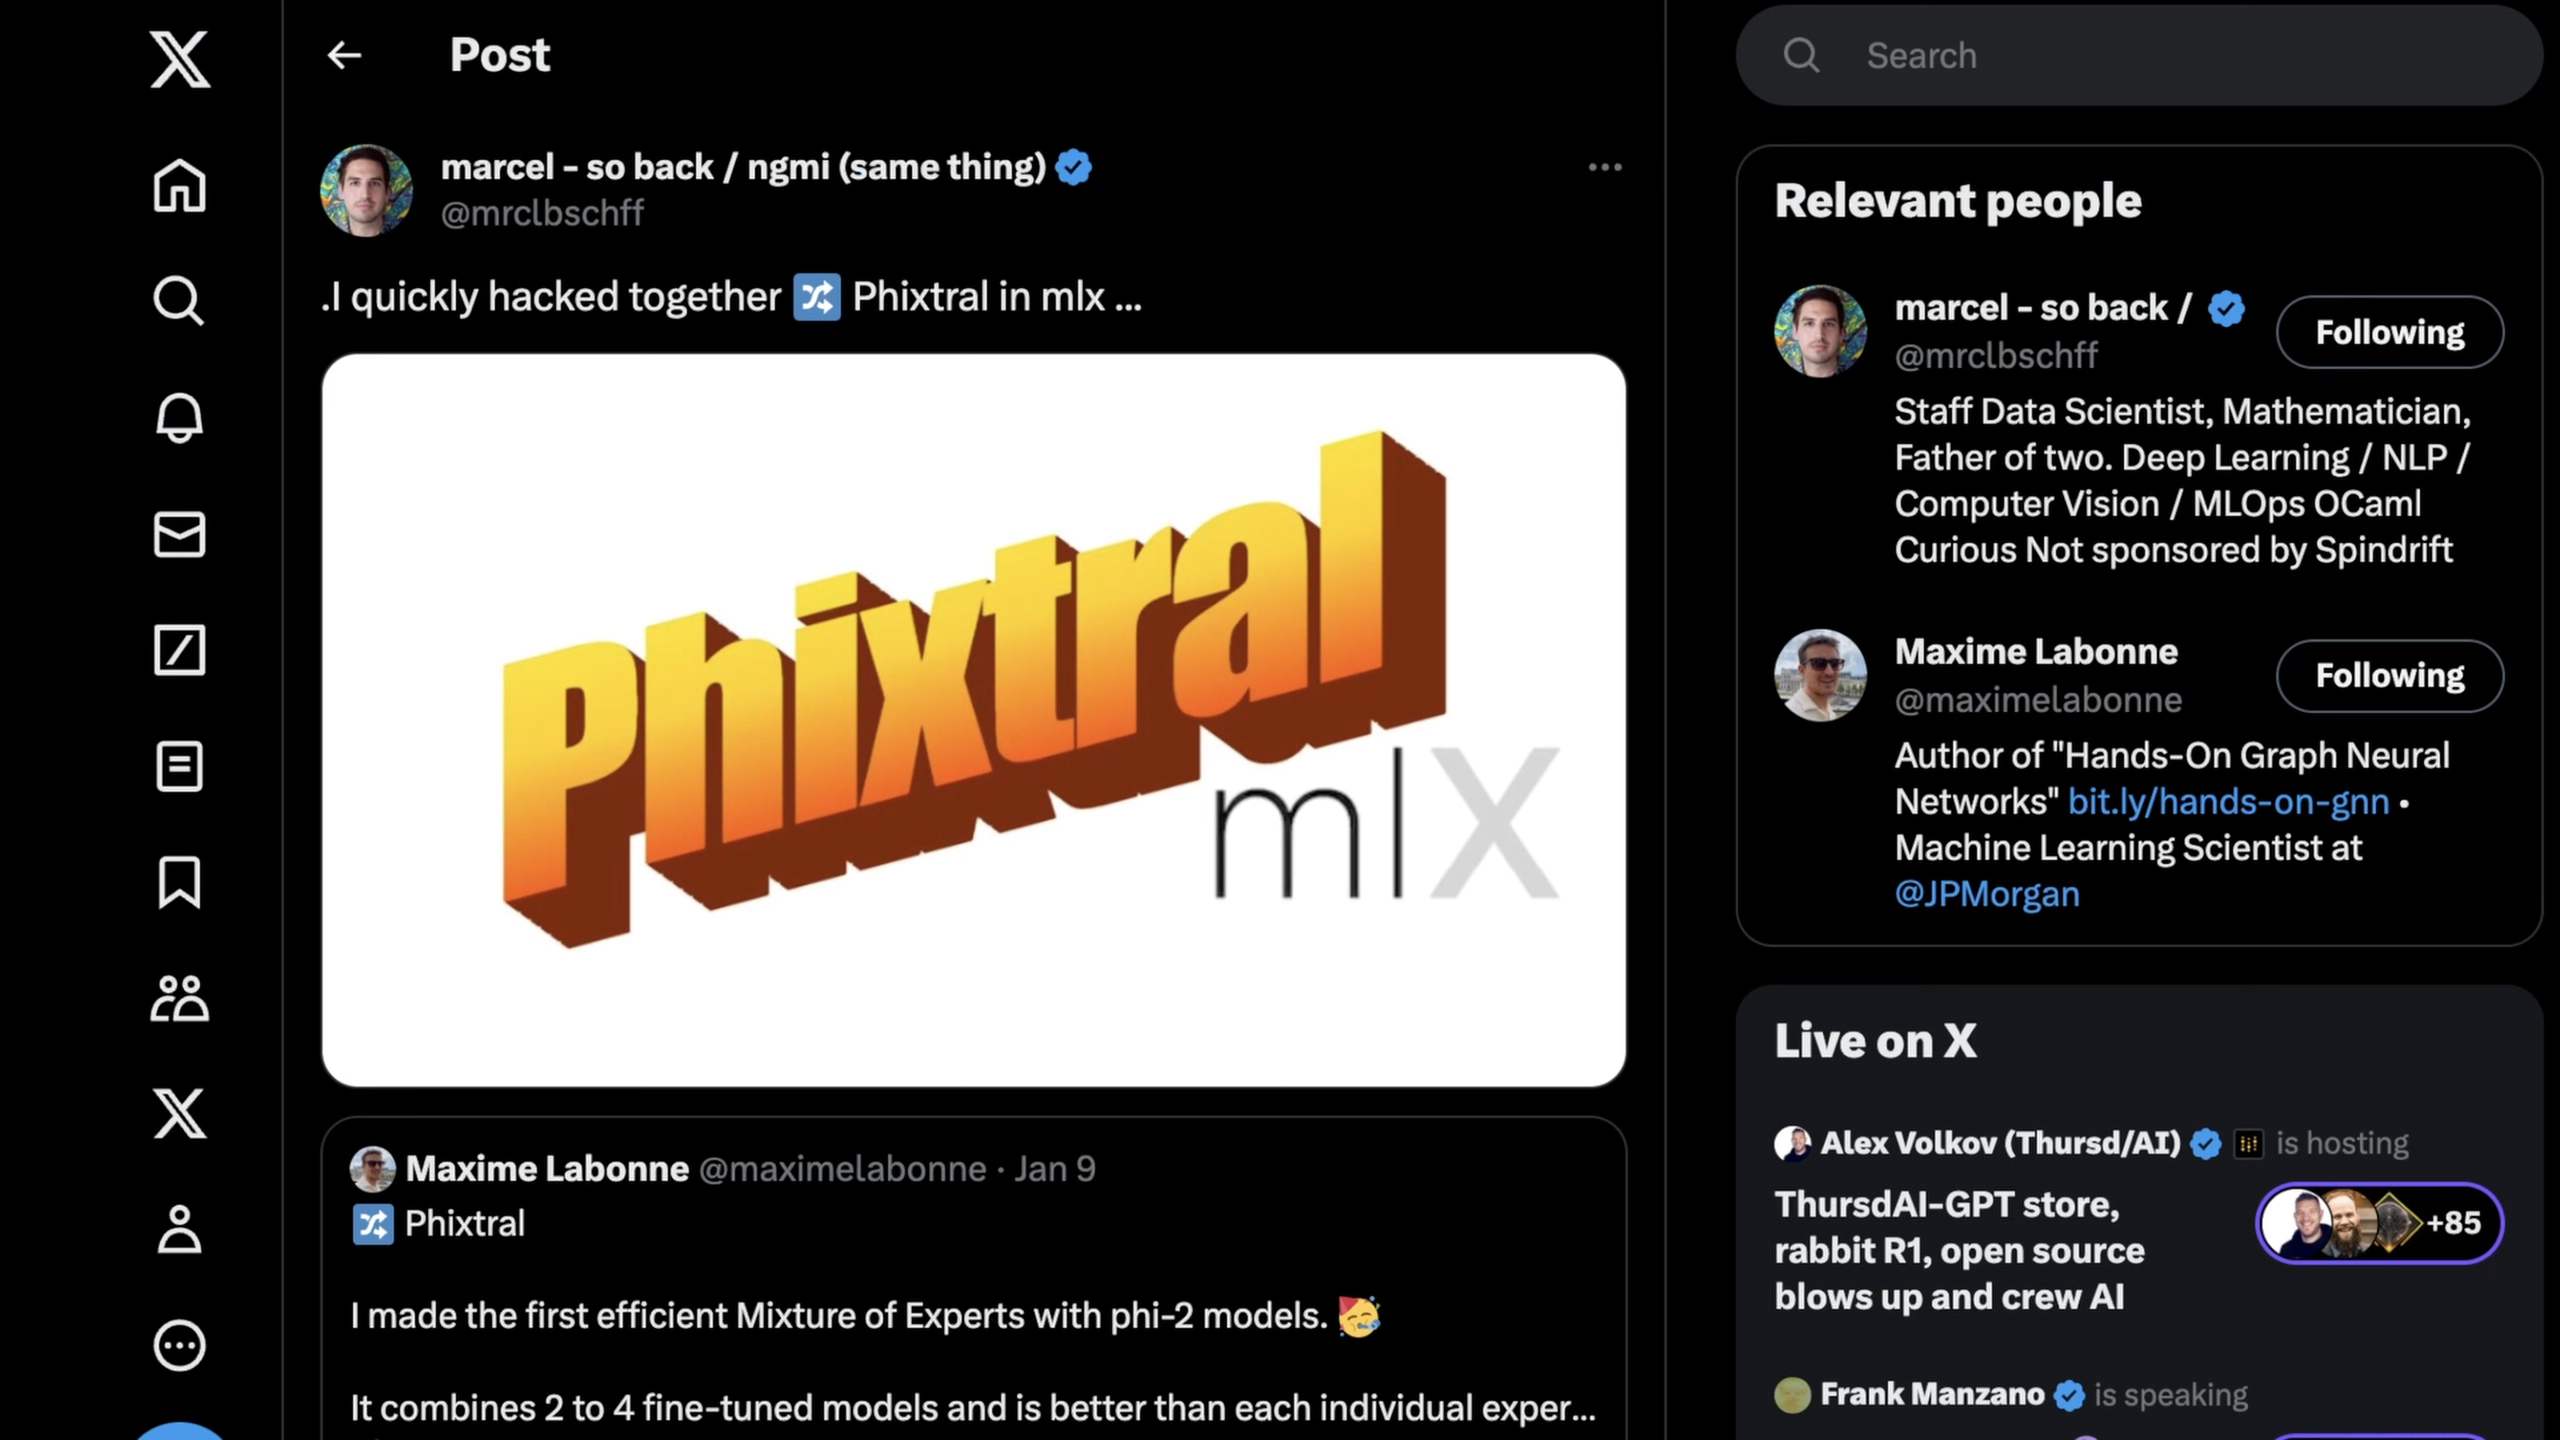 Post
marcel - so back / ngmi (same thing)
@mrclbschff
.I quickly hacked together 🔀 Phixtral in mlx ...
Phixtral
mlX
Maxime Labonne @maximelabonne · Jan 9
🔀 Phixtral
I made the first efficient Mixture of Experts with phi-2 models. 🥳
It combines 2 to 4 fine-tuned models and is better than each individual exper...
Search
Relevant people
marcel - so back /
@mrclbschff
Following
Staff Data Scientist, Mathematician,
Father of two. Deep Learning / NLP /
Computer Vision / MLOps OCaml
Curious Not sponsored by Spindrift
Maxime Labonne
@maximelabonne
Following
Author of "Hands-On Graph Neural
Networks" bit.ly/hands-on-gnn •
Machine Learning Scientist at
@JPMorgan
Live on X
Alex Volkov (Thursd/AI) is hosting
ThursdAI-GPT store,
rabbit R1, open source
blows up and crew AI
+85
Frank Manzano is speaking